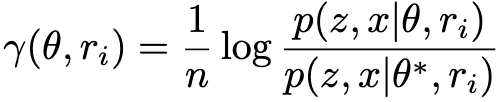 γ(θ, r_i) = \frac{1}{n} log \frac{p(z, x|θ, r_i)}{p(z, x|θ*, r_i)}